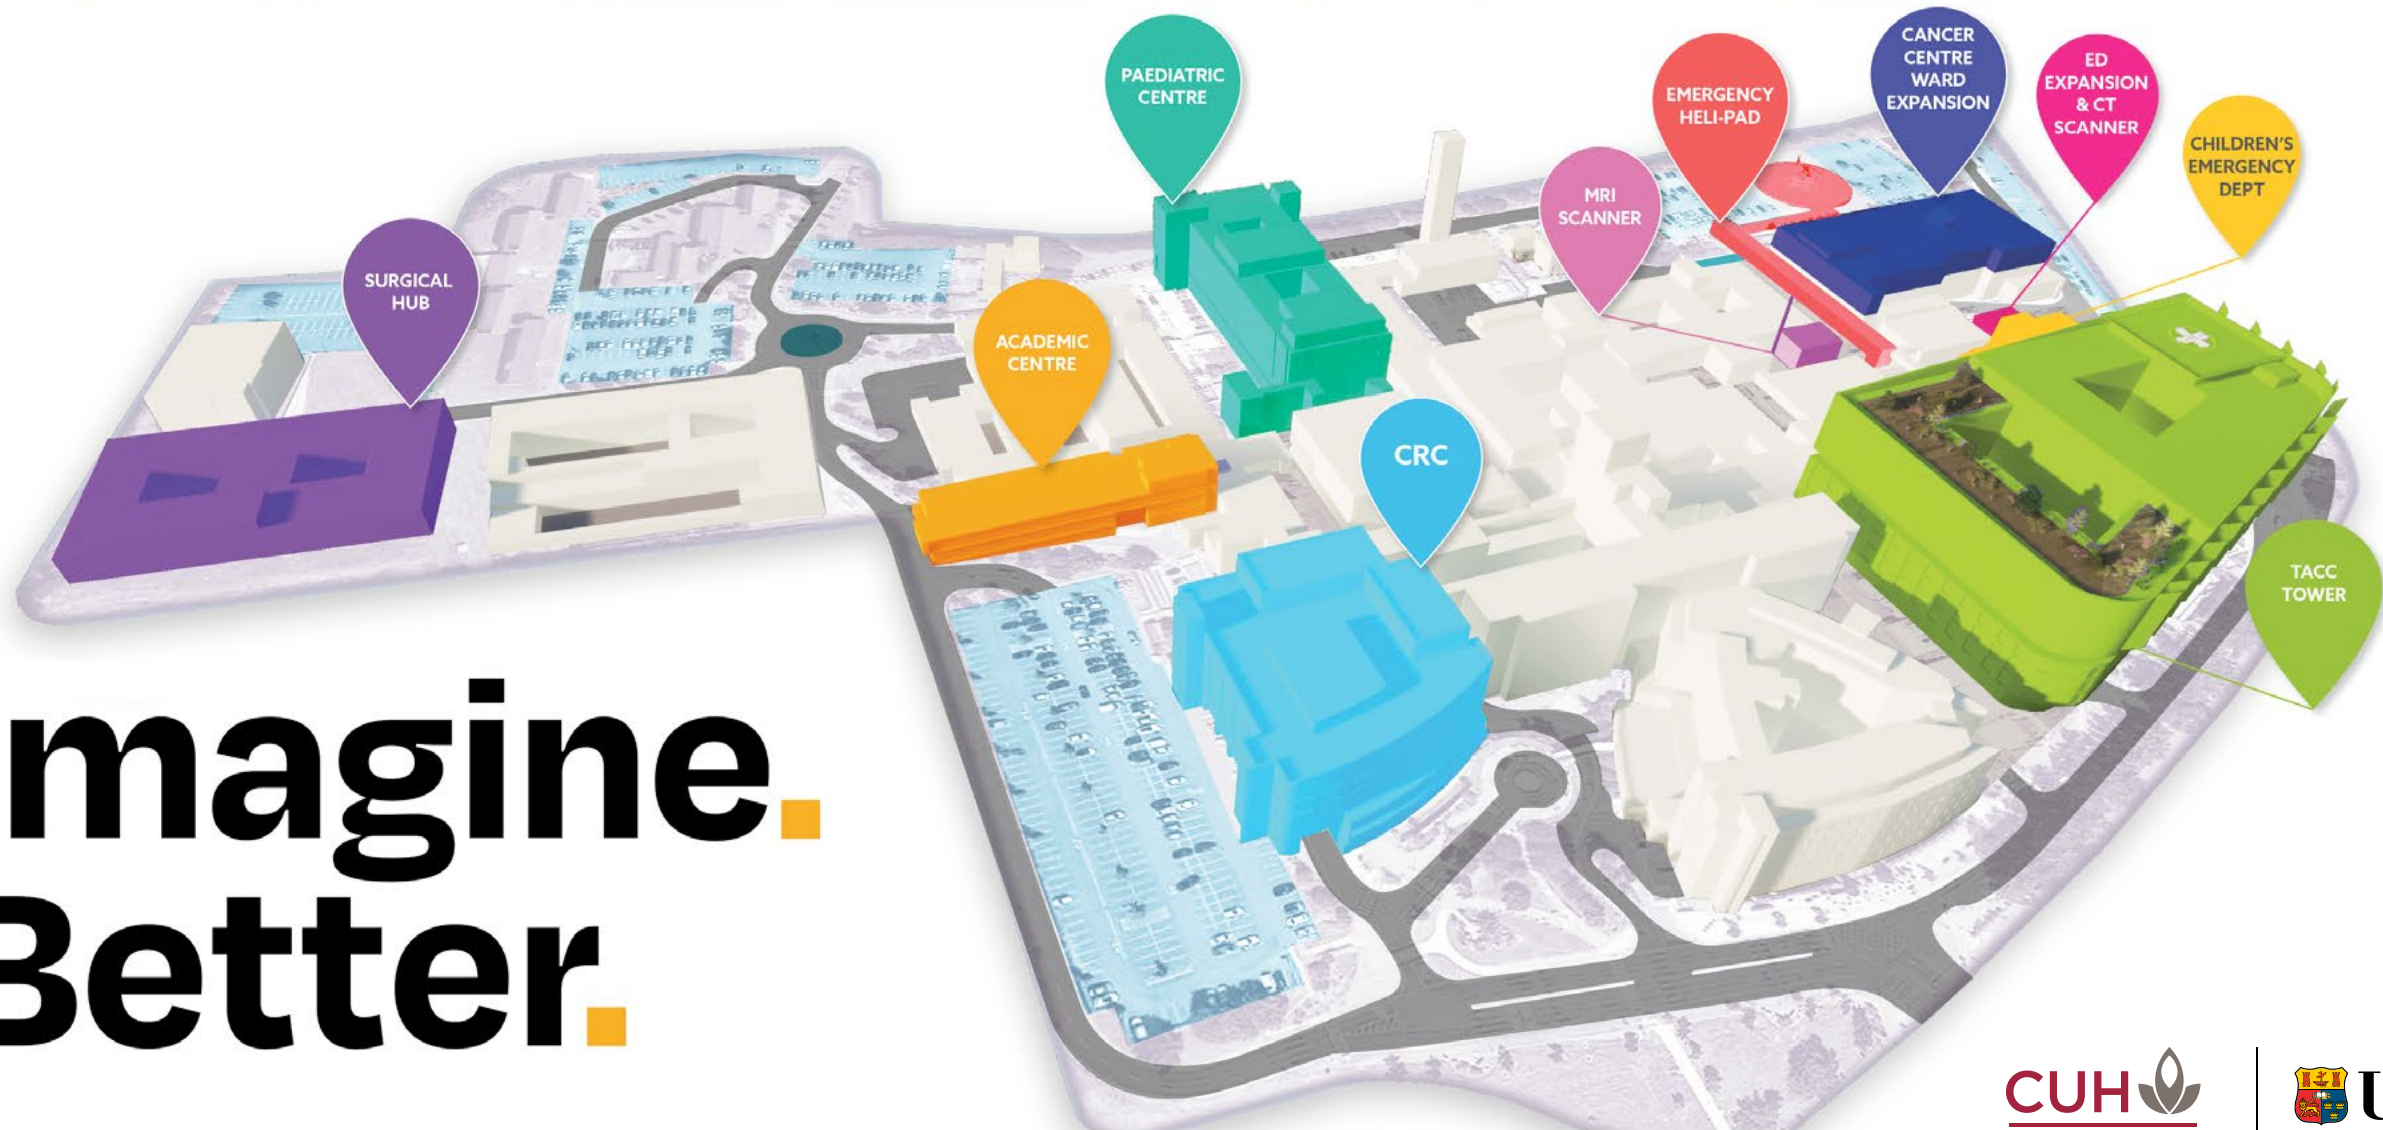 PAEDIATRIC
CENTRE
EMERGENCY
HELI-PAD
CANCER
CENTRE
WARD
EXPANSION
ED
EXPANSION
& CT
SCANNER
CHILDREN'S
EMERGENCY
DEPT
MRI
SCANNER
SURGICAL
HUB
ACADEMIC
CENTRE
CRC
TACC
TOWER
magine.
Better.
CUH